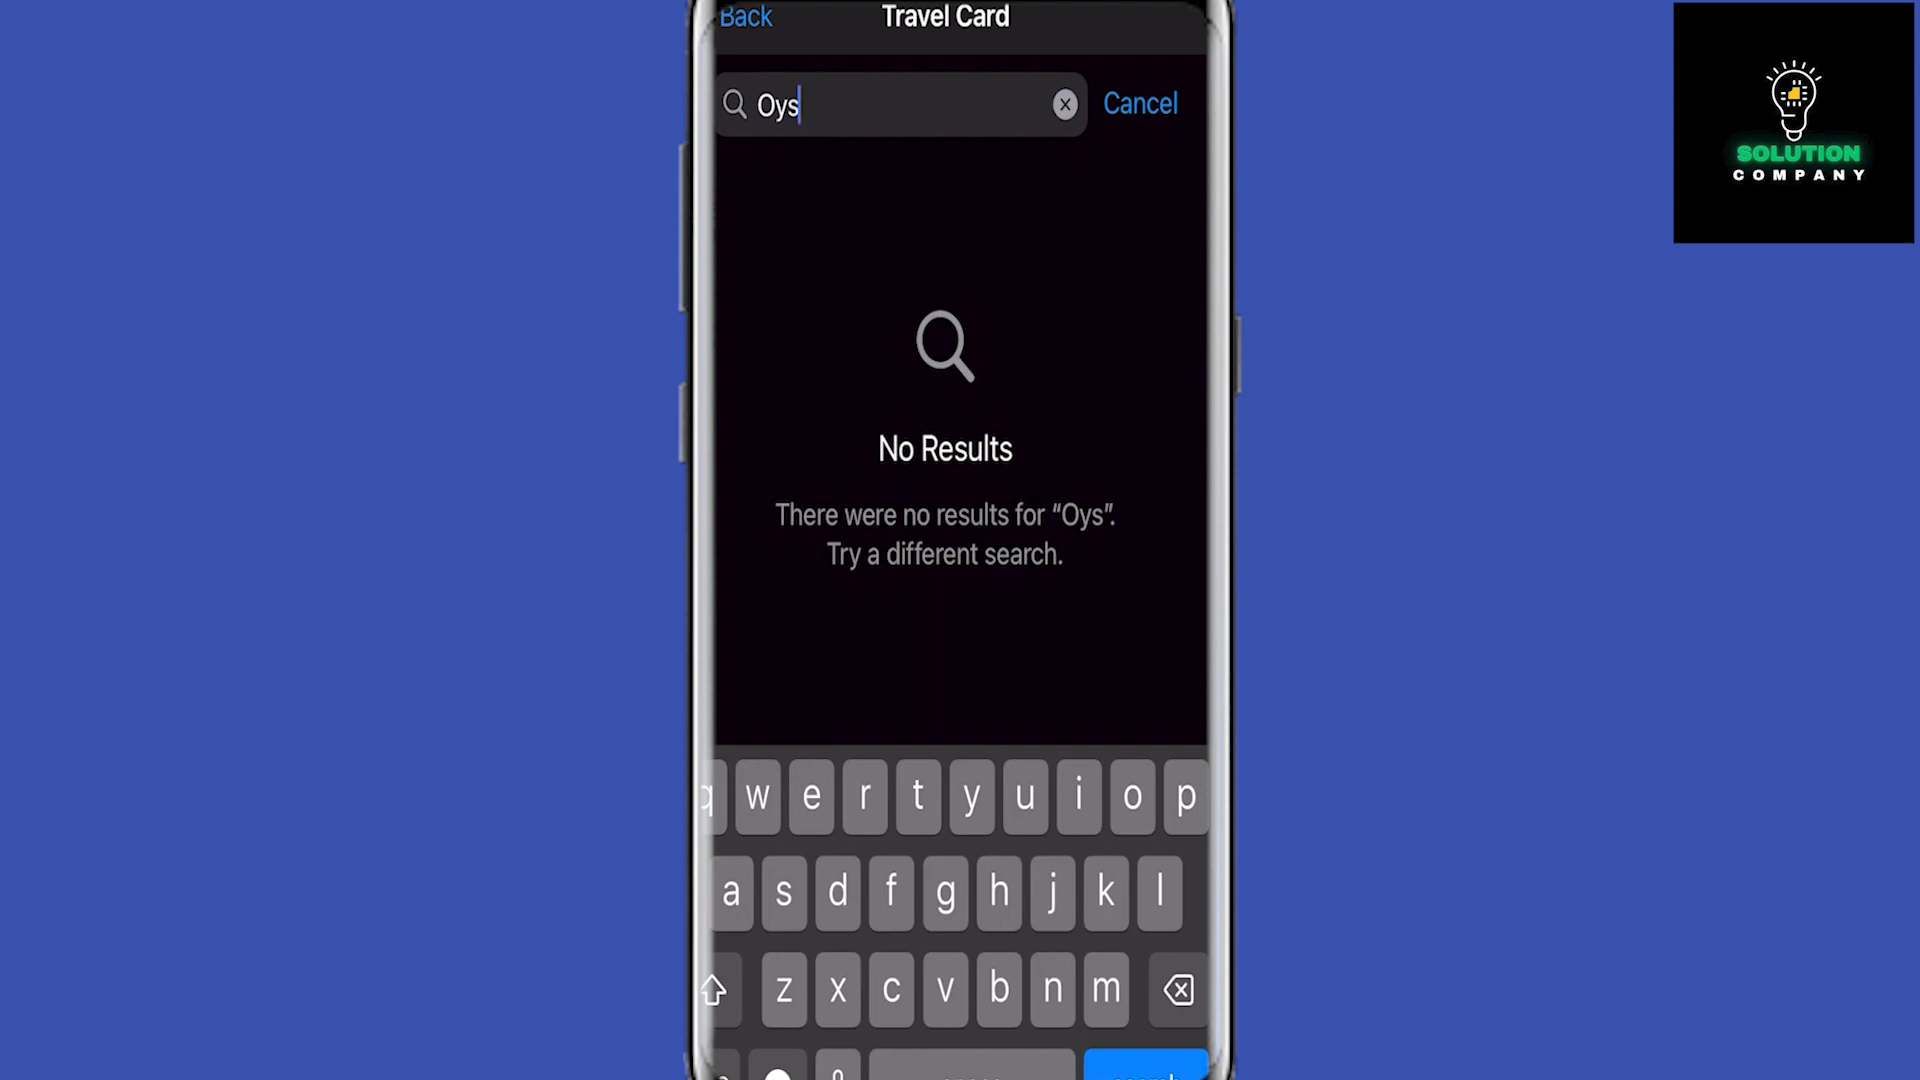 Back
Travel Card
Oys
Cancel
SOLUTION
COMPANY
No Results
There were no results for “Oys”.
Try a different search.
q w e r t y u i o p
a s d f g h j k l
z x c v b n m